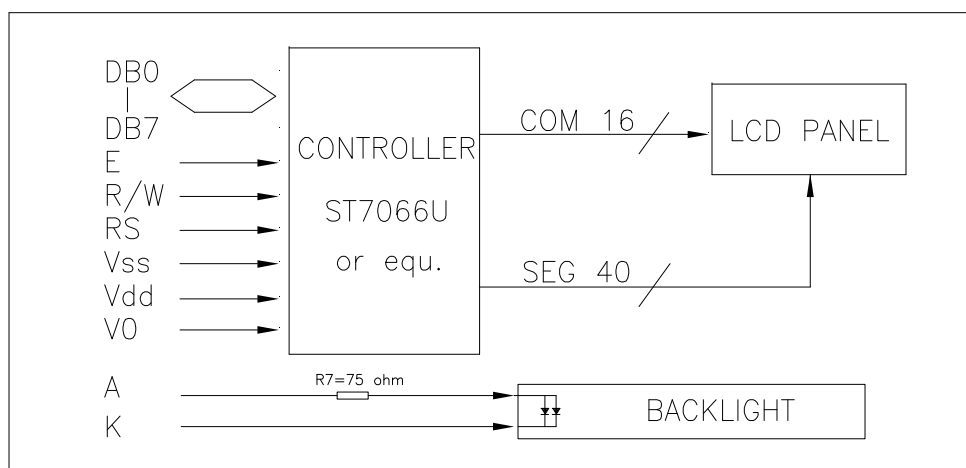 DB0
DB7
E
R/W
RS
Vss
Vdd
V0
CONTROLLER
ST7066U
or equ.
COM 16
SEG 40
LCD PANEL
A
K
R7=75 ohm
BACKLIGHT